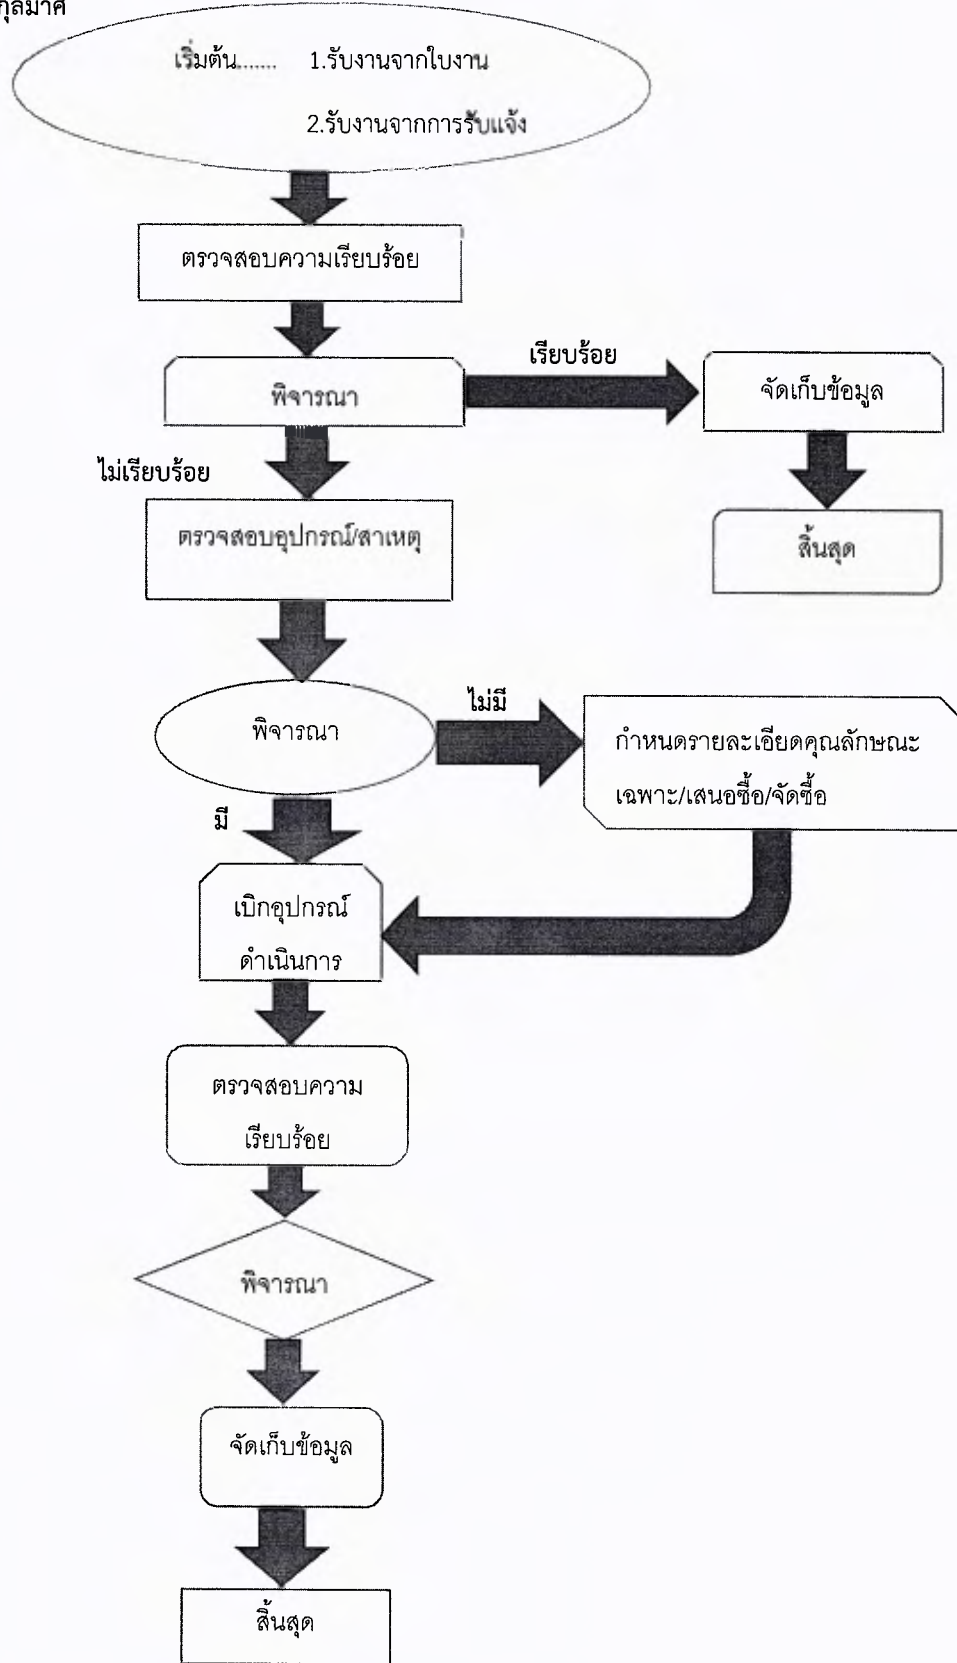 เริ่มต้น....... 1.รับงานจากใบงาน
2.รับงานจากการรับแจ้ง
ตรวจสอบความเรียบร้อย
พิจารณา
เรียบร้อย
จัดเก็บข้อมูล
สิ้นสุด
ไม่เรียบร้อย
ตรวจสอบอุปกรณ์/สาเหตุ
พิจารณา
ไม่มี
กำหนดรายละเอียดคุณลักษณะ
เฉพาะ/เสนอซื้อ/จัดซื้อ
มี
เบิกอุปกรณ์
ดำเนินการ
ตรวจสอบความ
เรียบร้อย
พิจารณา
จัดเก็บข้อมูล
สิ้นสุด